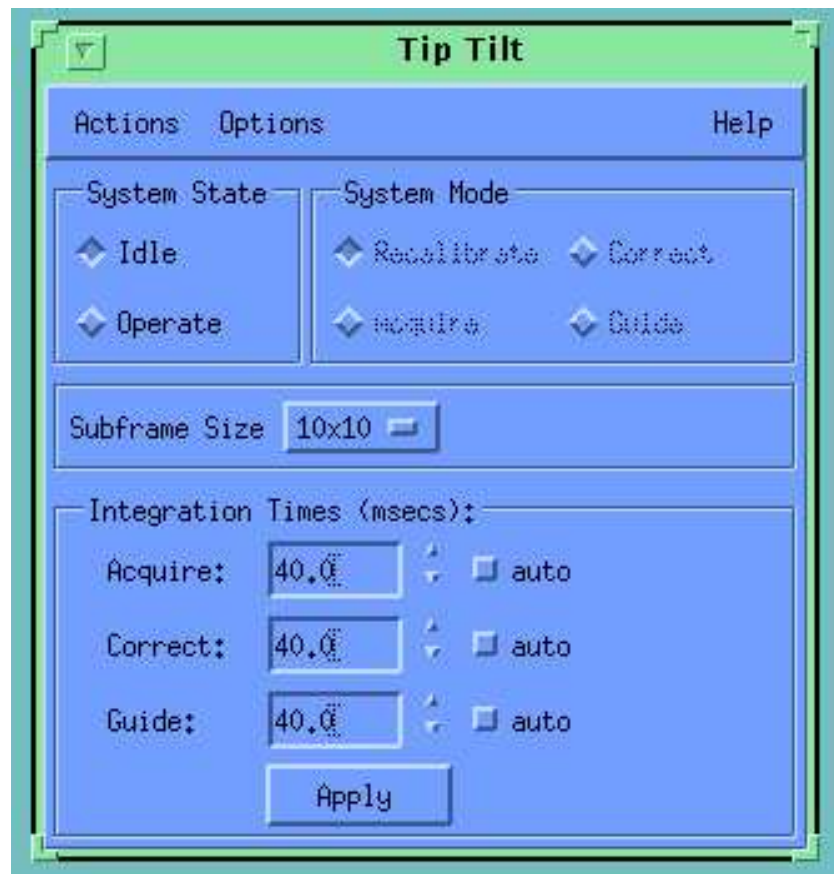 Tip Tilt
Actions Options Help
System State System Mode
Idle Recalibrate Correct
Operate Acquire Guide
Subframe Size 10x10
Integration Times (msecs):
Acquire: 40.0 auto
Correct: 40.0 auto
Guide: 40.0 auto
Apply